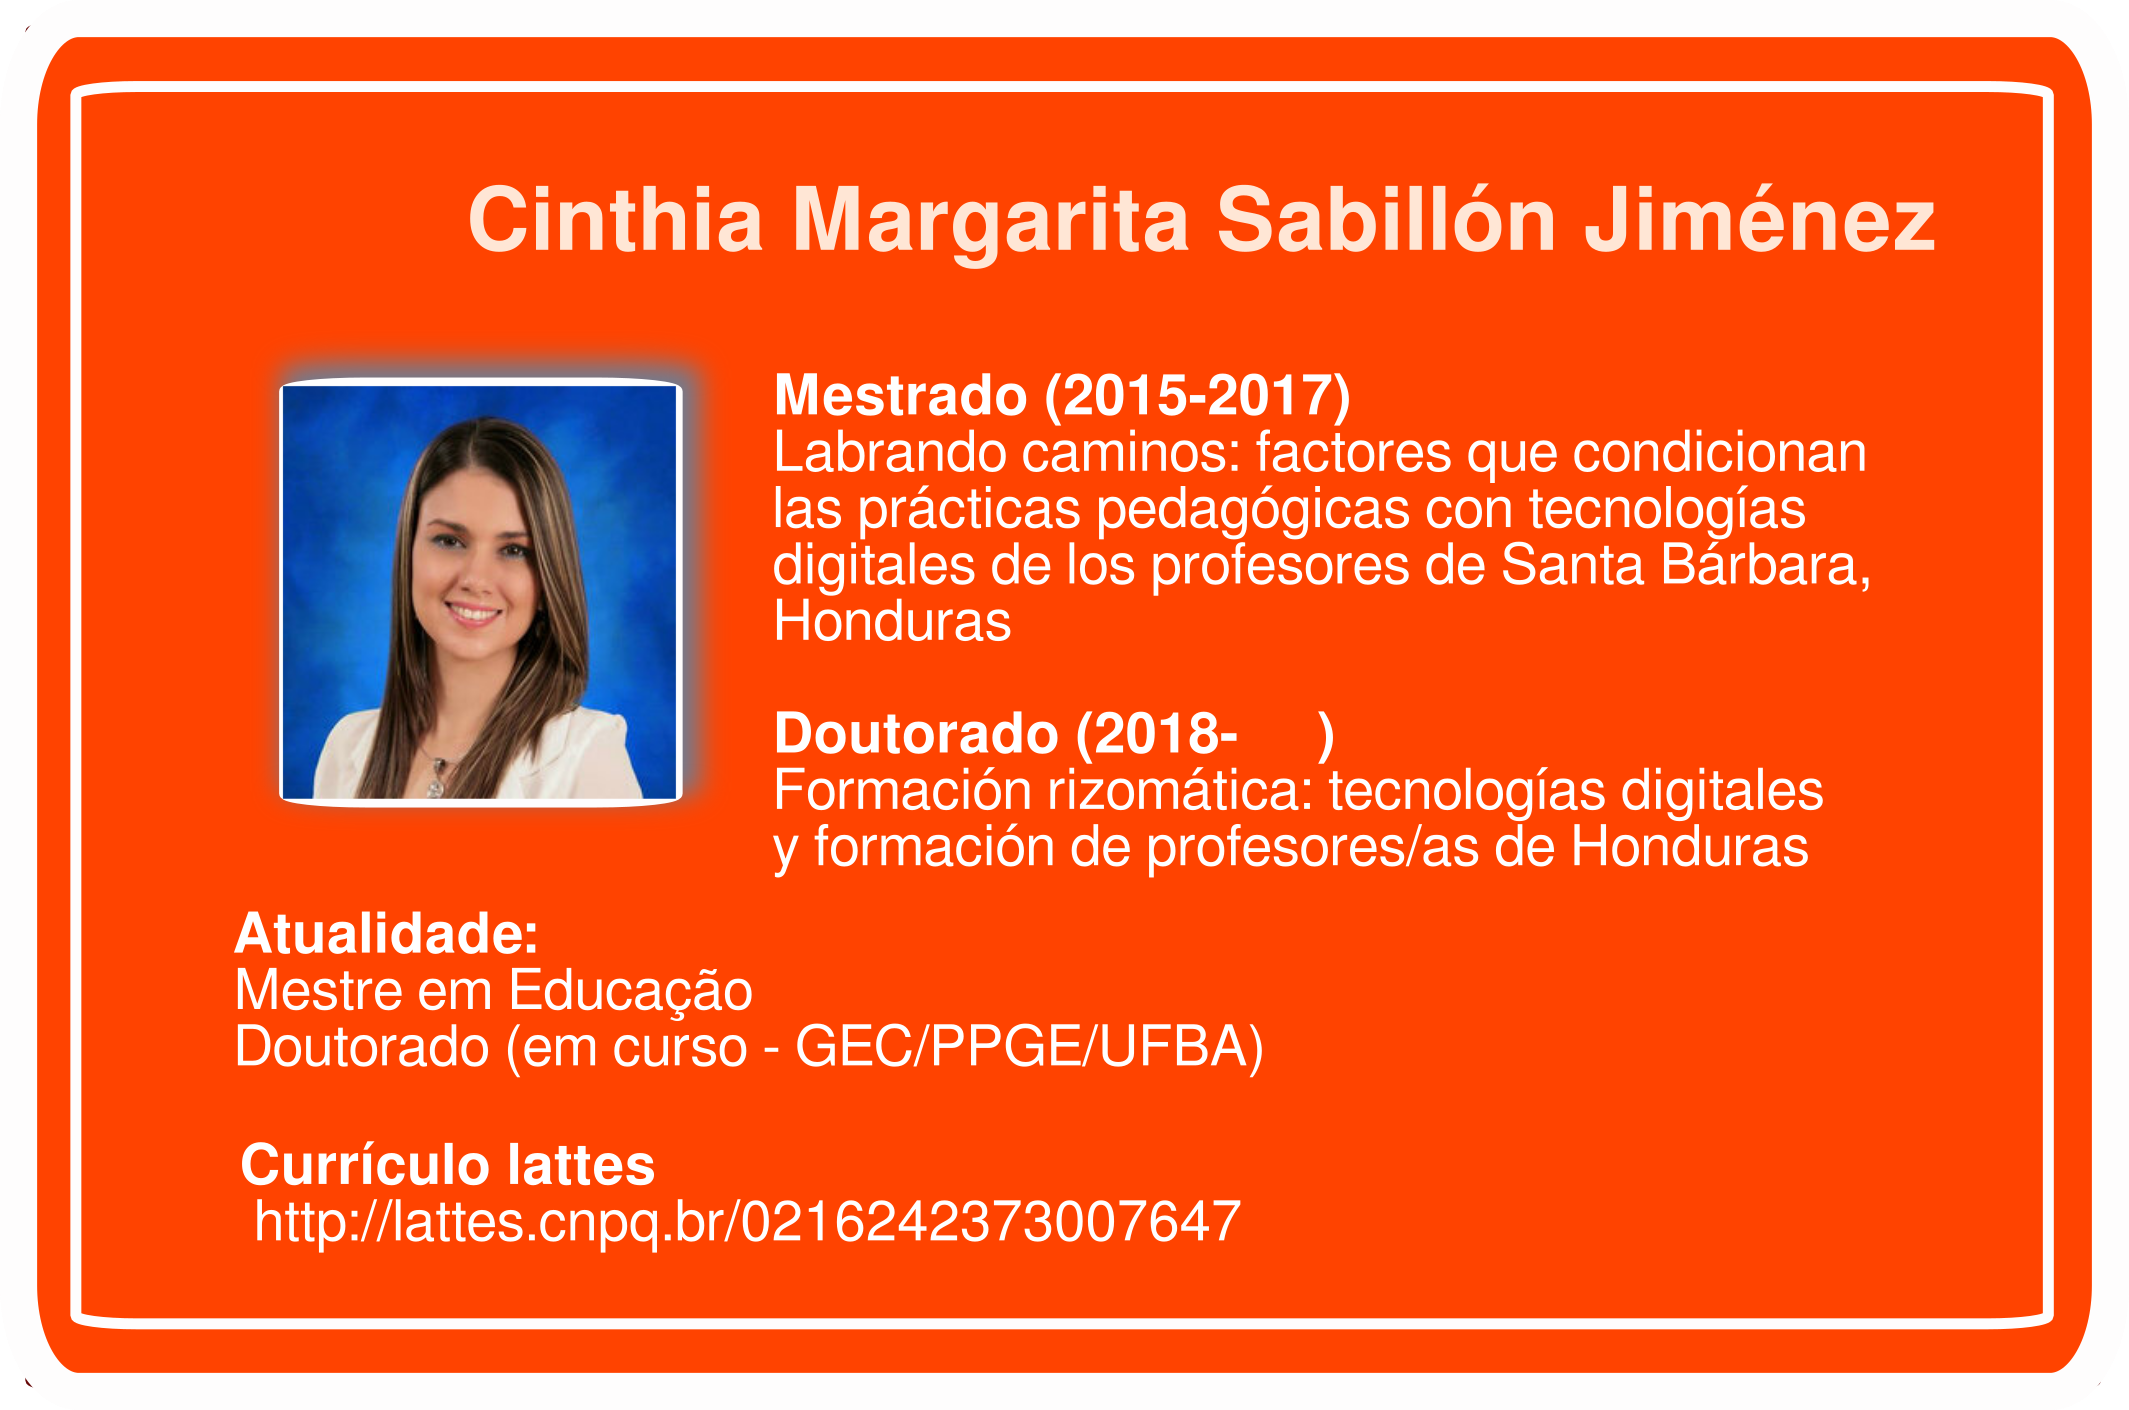 Cinthia Margarita Sabillón Jiménez
Mestrado (2015-2017)
Labrando caminos: factores que condicionan
las prácticas pedagógicas con tecnologías
digitales de los profesores de Santa Bárbara,
Honduras
Doutorado (2018- )
Formación rizomática: tecnologías digitales
y formación de profesores/as de Honduras
Atualidade:
Mestre em Educação
Doutorado (em curso - GEC/PPGE/UFBA)
Currículo lattes
http://lattes.cnpq.br/0216242373007647